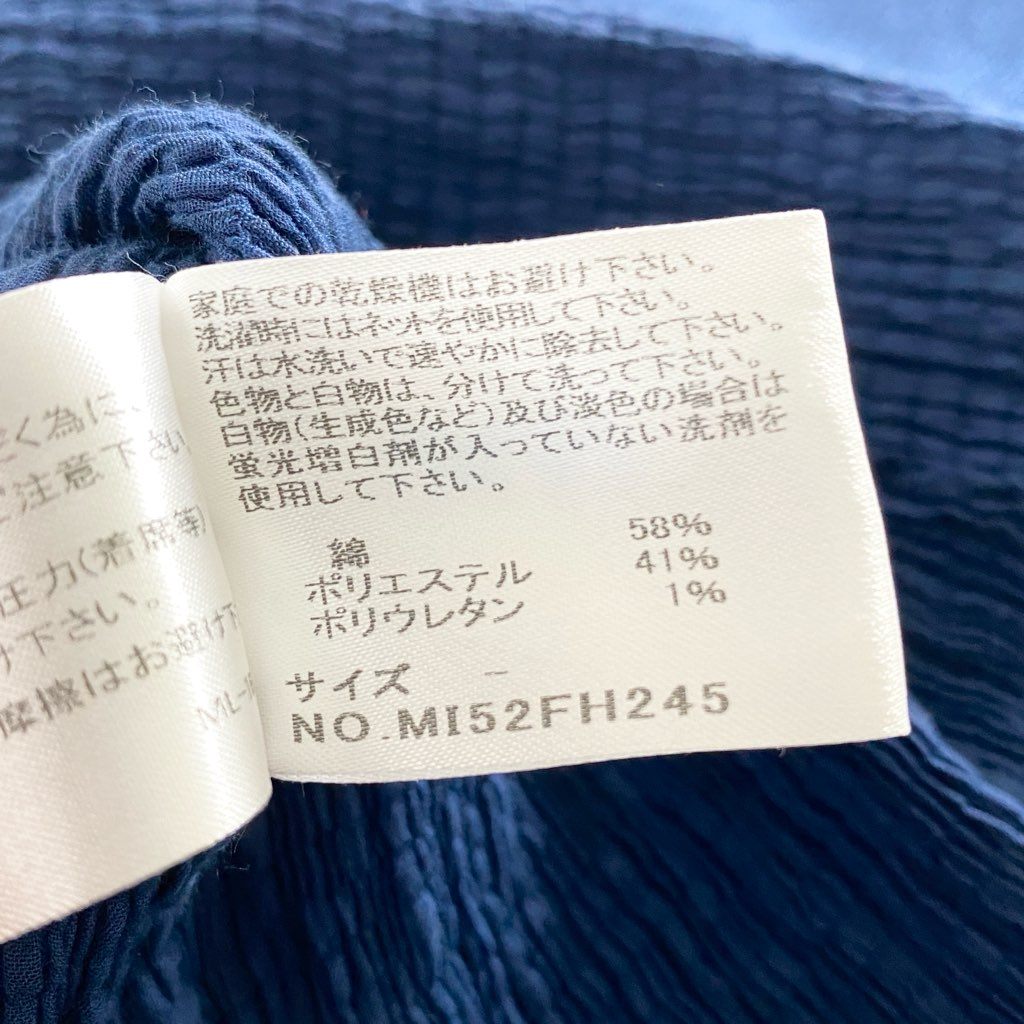 く為に、
注意下さい
圧力(着席等)
け下さい。
摩擦はお避け下
ML-
家庭での乾燥機はお避け下さい。
洗濯時にはネットを使用して下さい。
汗は水洗いで速やかに除去して下さい。
色物と白物は、分けて洗って下さい。
白物(生成色など)及び淡色の場合は
蛍光増白剤が入っていない洗剤を
使用して下さい。
綿 58%
ポリエステル 41%
ポリウレタン 1%
サイズ -
NO.MI52FH245